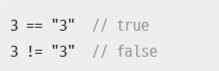 3 == "3"  // true
3 != "3"  // false